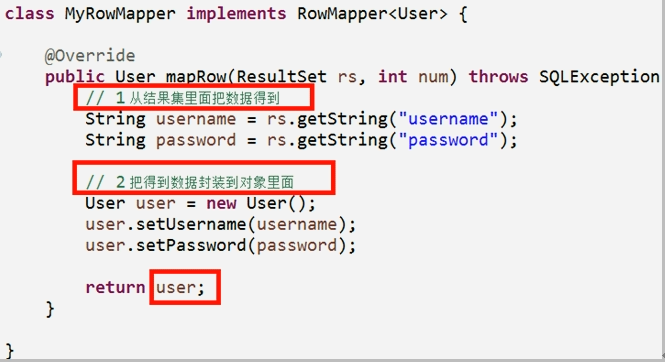 class MyRowMapper implements RowMapper<User> {
@Override
public User mapRow(ResultSet rs, int num) throws SQLException
// 1 从结果集里面把数据得到
String username = rs.getString("username");
String password = rs.getString("password");
// 2 把得到数据封装到对象里面
User user = new User();
user.setUsername(username);
user.setPassword(password);
return user;
}
}